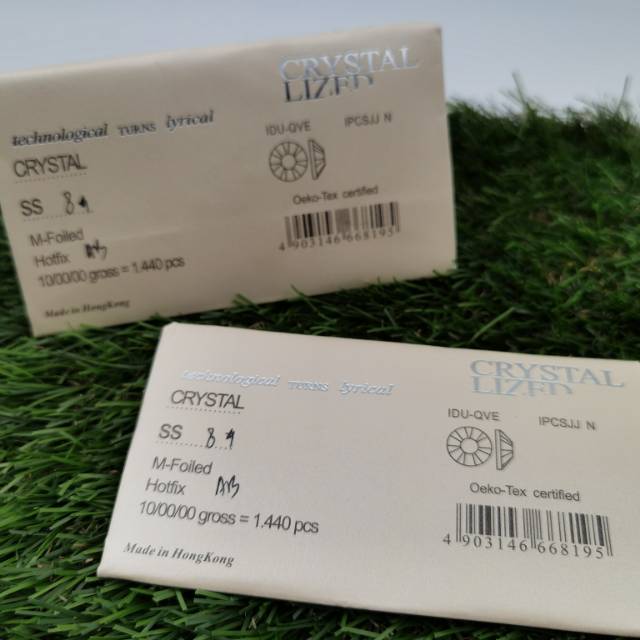 CRYSTAL
LIZED
technological TURNS lyrical
IDU-QVE IPCSJJ N
CRYSTAL
SS 8
M-Foiled
Oeko-Tex certified
Hotfix
10/00/00 gross = 1.440 pcs
4 903146 668195
Made in HongKong
CRYSTAL
LIZED
technological TURNS lyrical
CRYSTAL
IDU-QVE IPCSJJ N
SS 8
M-Foiled
Hotfix
Oeko-Tex certified
10/00/00 gross = 1.440 pcs
4 903146 668195
Made in HongKong